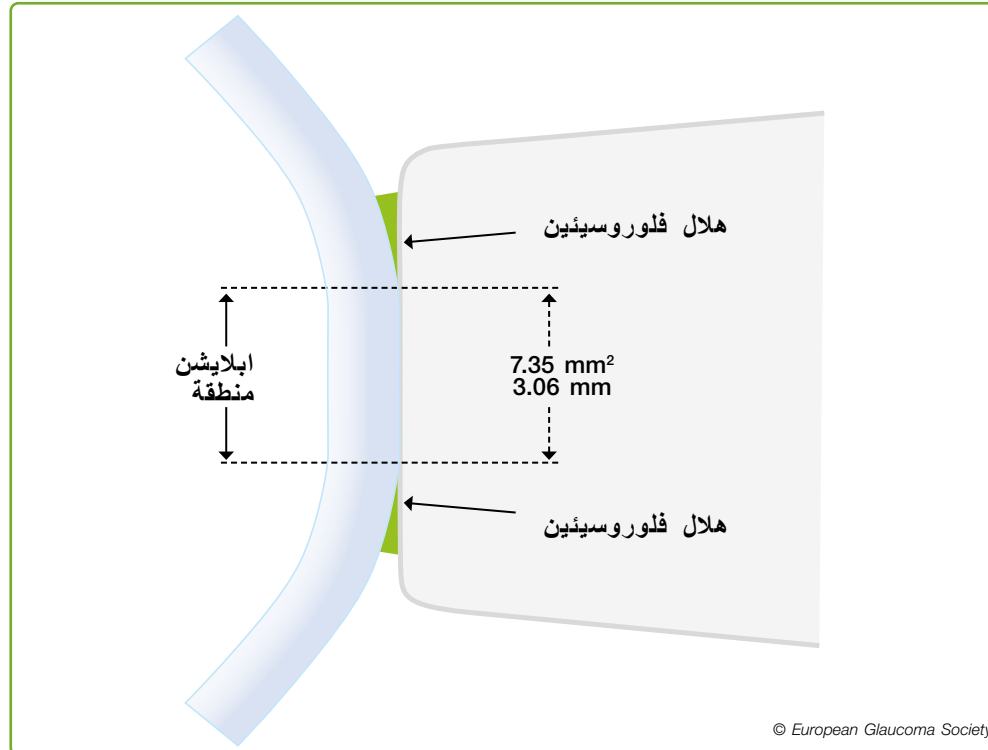 هلال فلوروسيئين
ابلايشن
منطقة
7.35 mm²
3.06 mm
هلال فلوروسيئين
© European Glaucoma Society